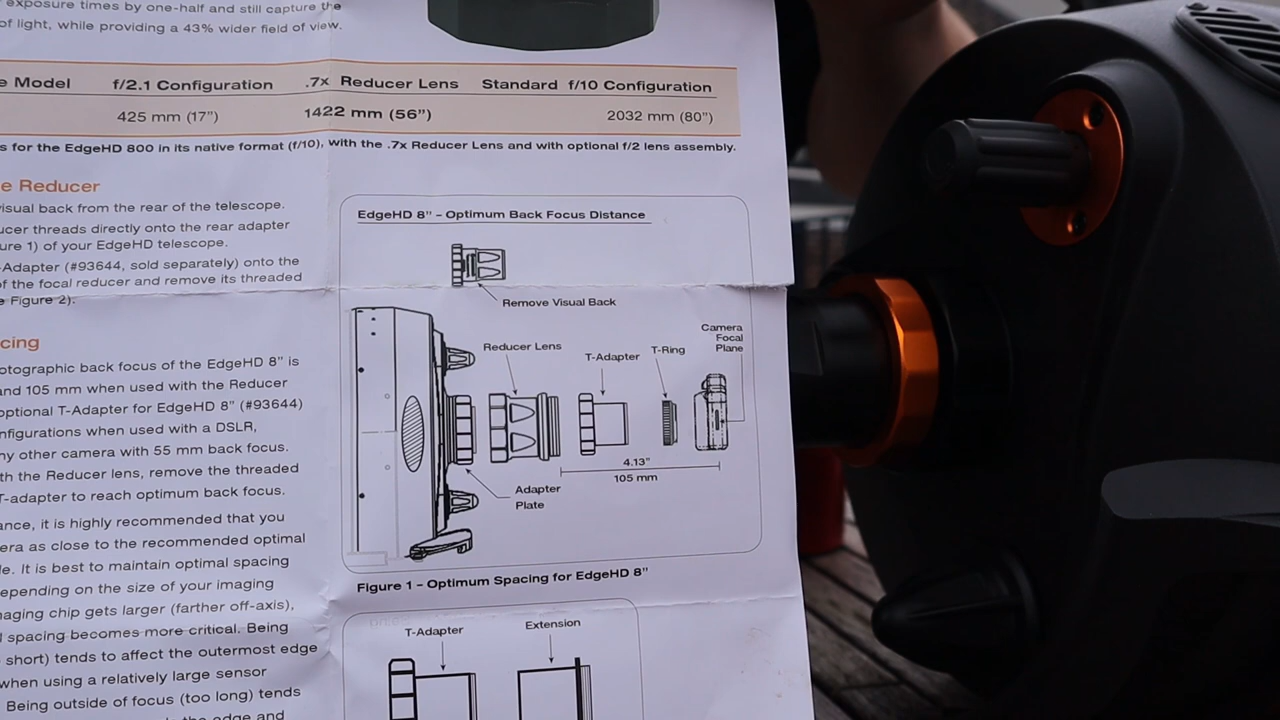 exposure times by one-half and still capture the
of light, while providing a 43% wider field of view.
Model f/2.1 Configuration .7x Reducer Lens Standard f/10 Configuration
425 mm (17") 1422 mm (56") 2032 mm (80")
s for the EdgeHD 800 in its native format (f/10), with the .7x Reducer Lens and with optional f/2 lens assembly.
e Reducer
visual back from the rear of the telescope.
ucer threads directly onto the rear adapter
ure 1) of your EdgeHD telescope.
-Adapter (#93644, sold separately) onto the
of the focal reducer and remove its threaded
e Figure 2).
cing
otographic back focus of the EdgeHD 8" is
and 105 mm when used with the Reducer
optional T-Adapter for EdgeHD 8" (#93644)
nfigurations when used with a DSLR,
ny other camera with 55 mm back focus.
th the Reducer lens, remove the threaded
T-adapter to reach optimum back focus.
ance, it is highly recommended that you
era as close to the recommended optimal
le. It is best to maintain optimal spacing
epending on the size of your imaging
maging chip gets larger (farther off-axis),
l spacing becomes more critical. Being
short) tends to affect the outermost edge
when using a relatively large sensor
Being outside of focus (too long) tends
the edge and
EdgeHD 8" - Optimum Back Focus Distance
Remove Visual Back
Reducer Lens
T-Adapter
T-Ring
Camera
Focal
Plane
4.13"
105 mm
Adapter
Plate
Figure 1 - Optimum Spacing for EdgeHD 8"
T-Adapter
Extension